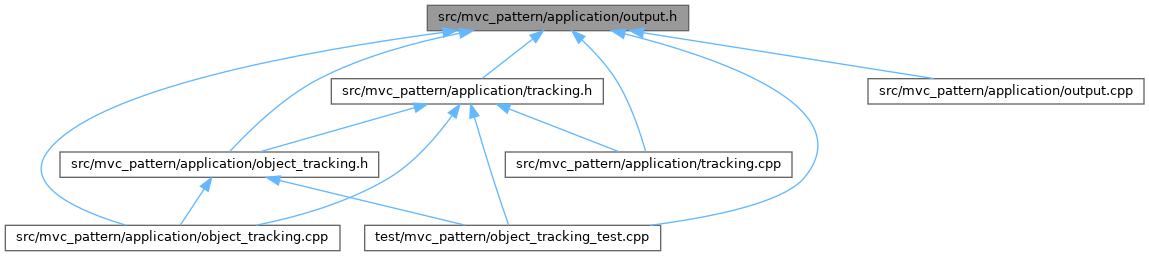 src/mvc_pattern/application/output.h
src/mvc_pattern/application/tracking.h
src/mvc_pattern/application/output.cpp
src/mvc_pattern/application/object_tracking.h
src/mvc_pattern/application/tracking.cpp
src/mvc_pattern/application/object_tracking.cpp
test/mvc_pattern/object_tracking_test.cpp